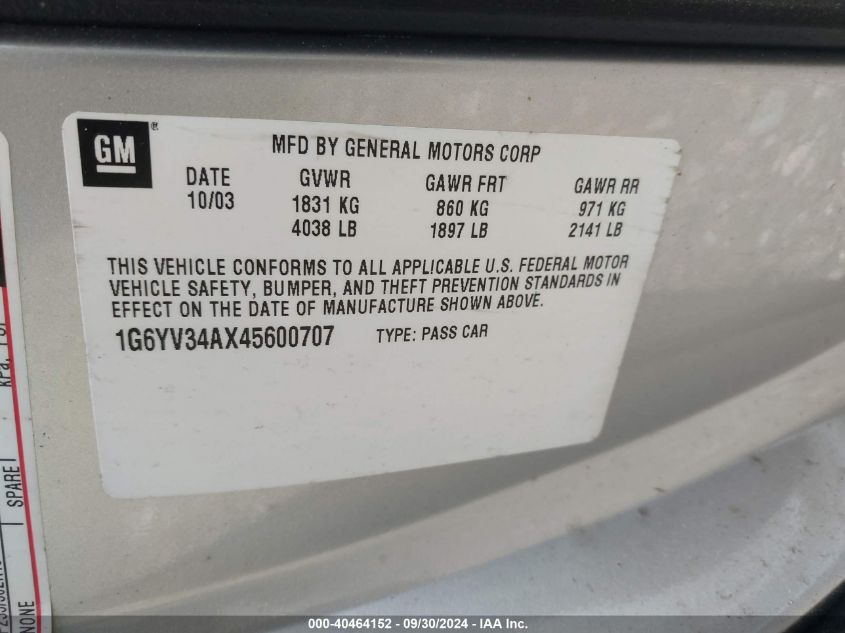 GM
®
MFD BY GENERAL MOTORS CORP
DATE GVWR GAWR FRT GAWR RR
10/03 1831 KG 860 KG 971 KG
4038 LB 1897 LB 2141 LB
THIS VEHICLE CONFORMS TO ALL APPLICABLE U.S. FEDERAL MOTOR
VEHICLE SAFETY, BUMPER, AND THEFT PREVENTION STANDARDS IN
EFFECT ON THE DATE OF MANUFACTURE SHOWN ABOVE.
1G6YV34AX45600707 TYPE: PASS CAR
kPa,
SPARE
NONE
000-40464152 - 09/30/2024 - IAA Inc.